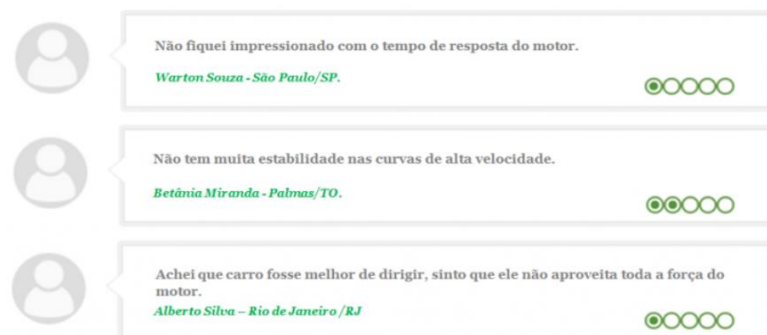 Não fiquei impressionado com o tempo de resposta do motor.
Warton Souza - São Paulo/SP.
Não tem muita estabilidade nas curvas de alta velocidade.
Betânia Miranda - Palmas/TO.
Achei que carro fosse melhor de dirigir, sinto que ele não aproveita toda a força do
motor.
Alberto Silva – Rio de Janeiro /RJ